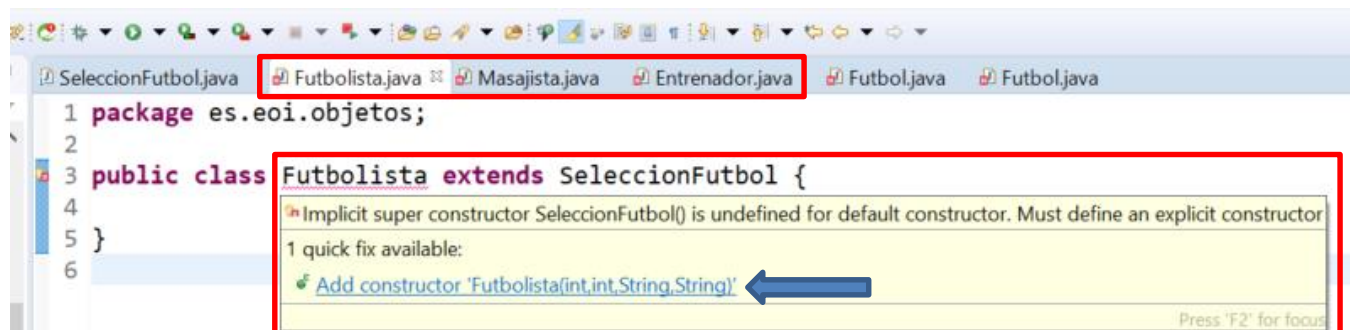 SeleccionFutbol.java Futbolista.java Masajista.java Entrenador.java Futbol.java Futbol.java
1 package es.eoi.objetos;
2
3 public class Futbolista extends SeleccionFutbol {
4
Implicit super constructor SeleccionFutbol() is undefined for default constructor. Must define an explicit constructor
5 }
1 quick fix available:
6
Add constructor 'Futbolista(int,int,String,String)'
Press 'F2' for focus